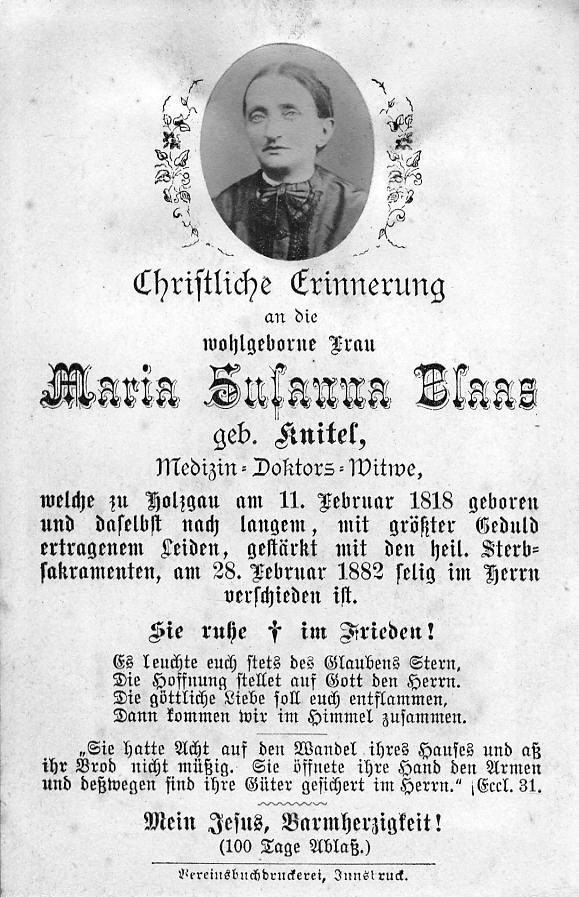 Christliche Erinnerung
an die
wohlgeborne Frau
Maria Susanna Blaas
geb. Knitel,
Medizin-Doktors-Witwe,
welche zu Holzgau am 11. Februar 1818 geboren
und daselbst nach langem, mit größter Geduld
ertragenem Leiden, gestärkt mit den heil. Sterb-
sakramenten, am 28. Februar 1882 selig im Herrn
verschieden ist.
Sie ruhe † im Frieden!
Es leuchte euch stets des Glaubens Stern,
Die Hoffnung stellet auf Gott den Herrn.
Die göttliche Liebe soll euch entflammen,
Dann kommen wir im Himmel zusammen.
„Sie hatte Acht auf den Wandel ihres Hauses und aß
ihr Brod nicht müßig. Sie öffnete ihre Hand den Armen
und deßwegen sind ihre Güter gesichert im Herrn.“ Eccl. 31.
Mein Jesus, Barmherzigkeit!
(100 Tage Ablaß.)
Vereinsbuchdruckerei, Innsbruck.